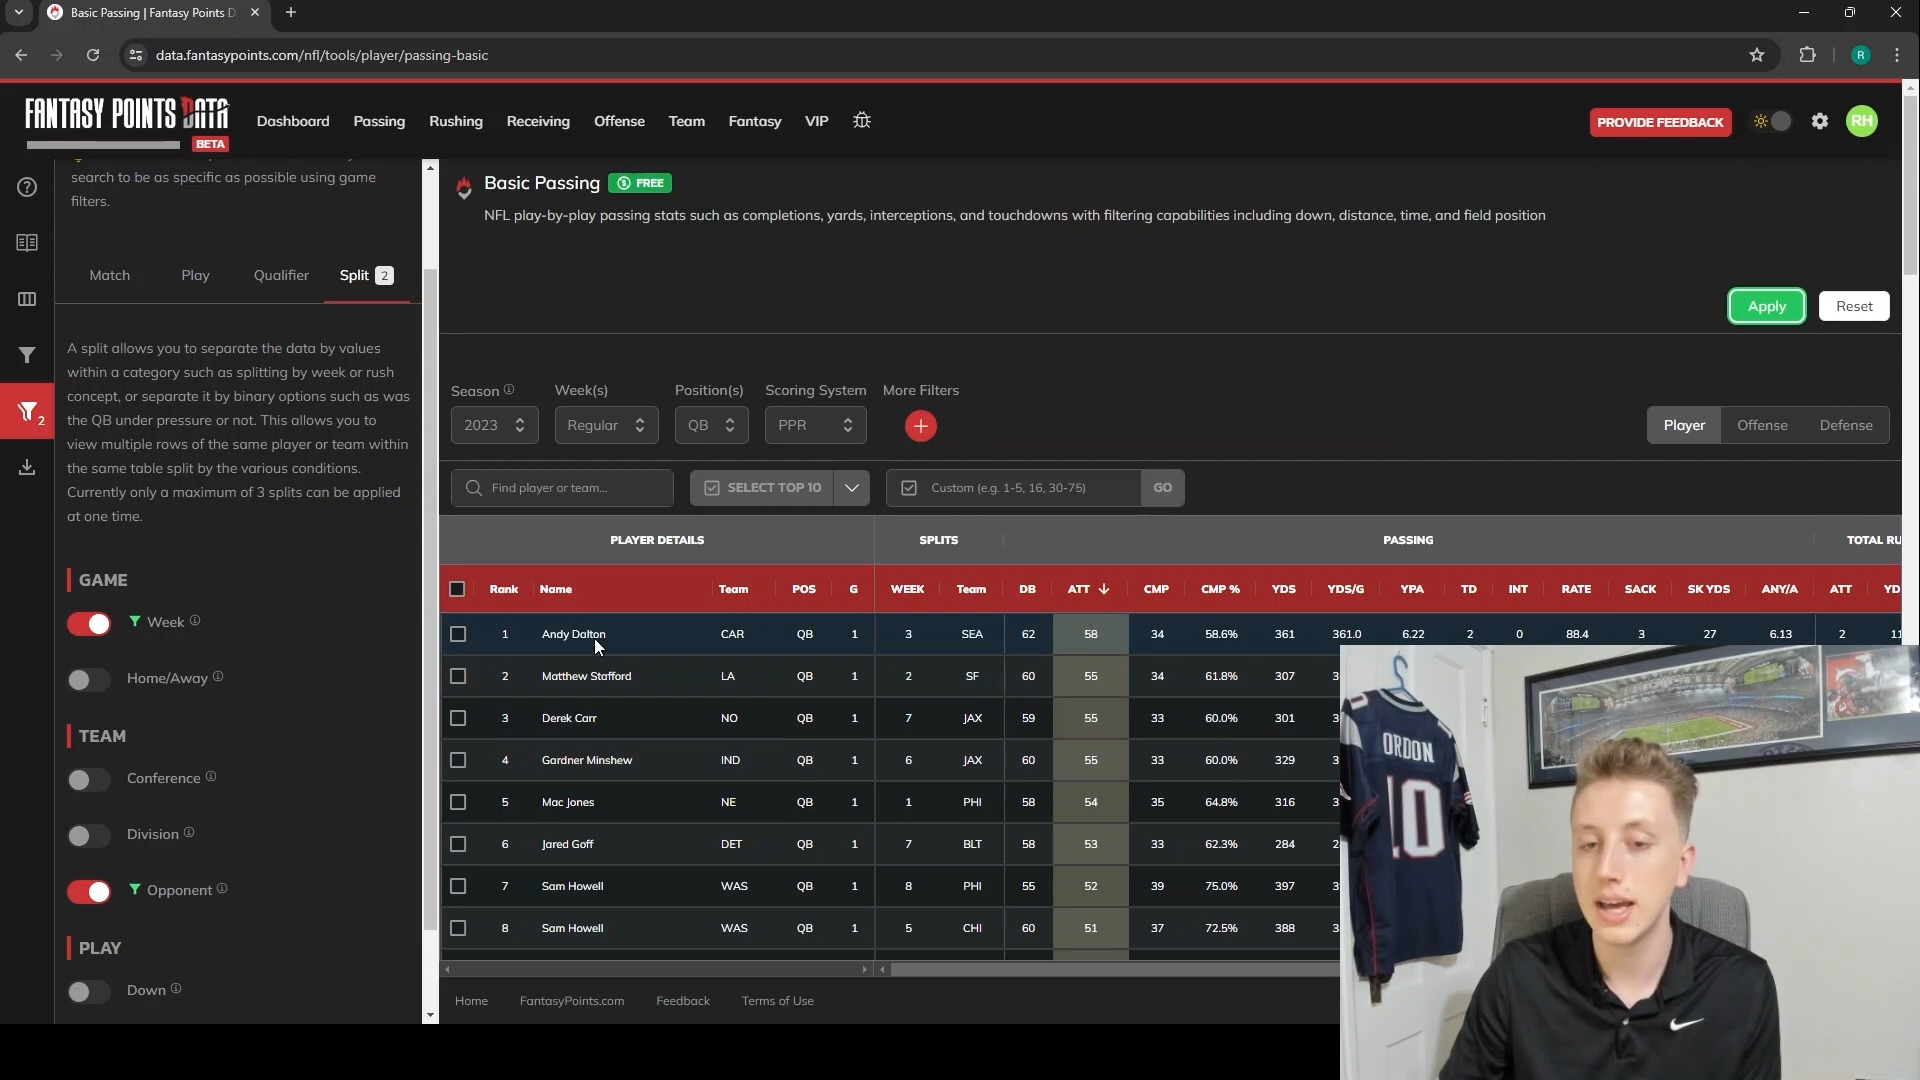 Basic Passing | Fantasy Points D
data.fantasypoints.com/nfl/tools/player/passing-basic
R
FANTASY POINTS DATA
BETA
Dashboard Passing Rushing Receiving Offense Team Fantasy VIP
PROVIDE FEEDBACK
RH
search to be as specific as possible using game
filters.
Match Play Qualifier Split 2
A split allows you to separate the data by values
within a category such as splitting by week or rush
concept, or separate it by binary options such as was
the QB under pressure or not. This allows you to
view multiple rows of the same player or team within
the same table split by the various conditions.
Currently only a maximum of 3 splits can be applied
at one time.
2
GAME
Week
Home/Away
TEAM
Conference
Division
Opponent
PLAY
Down
Basic Passing FREE
NFL play-by-play passing stats such as completions, yards, interceptions, and touchdowns with filtering capabilities including down, distance, time, and field position
Apply Reset
Season Week(s) Position(s) Scoring System More Filters
2023 Regular QB PPR +
Player Offense Defense
Find player or team... SELECT TOP 10 Custom (e.g. 1-5, 16, 30-75) GO
PLAYER DETAILS SPLITS PASSING TOTAL RU
Rank Name Team POS G WEEK Team DB ATT CMP CMP % YDS YDS/G YPA TD INT RATE SACK SK YDS ANY/A ATT YD
1 Andy Dalton CAR QB 1 3 SEA 62 58 34 58.6% 361 361.0 6.22 2 0 88.4 3 27 6.13 2 11
2 Matthew Stafford LA QB 1 2 SF 60 55 34 61.8% 307 3
3 Derek Carr NO QB 1 7 JAX 59 55 33 60.0% 301 3
4 Gardner Minshew IND QB 1 6 JAX 60 55 33 60.0% 329 3
5 Mac Jones NE QB 1 1 PHI 58 54 35 64.8% 316 3
6 Jared Goff DET QB 1 7 BLT 58 53 33 62.3% 284 2
7 Sam Howell WAS QB 1 8 PHI 55 52 39 75.0% 397 3
8 Sam Howell WAS QB 1 5 CHI 60 51 37 72.5% 388 3
Home FantasyPoints.com Feedback Terms of Use
ORDON
10